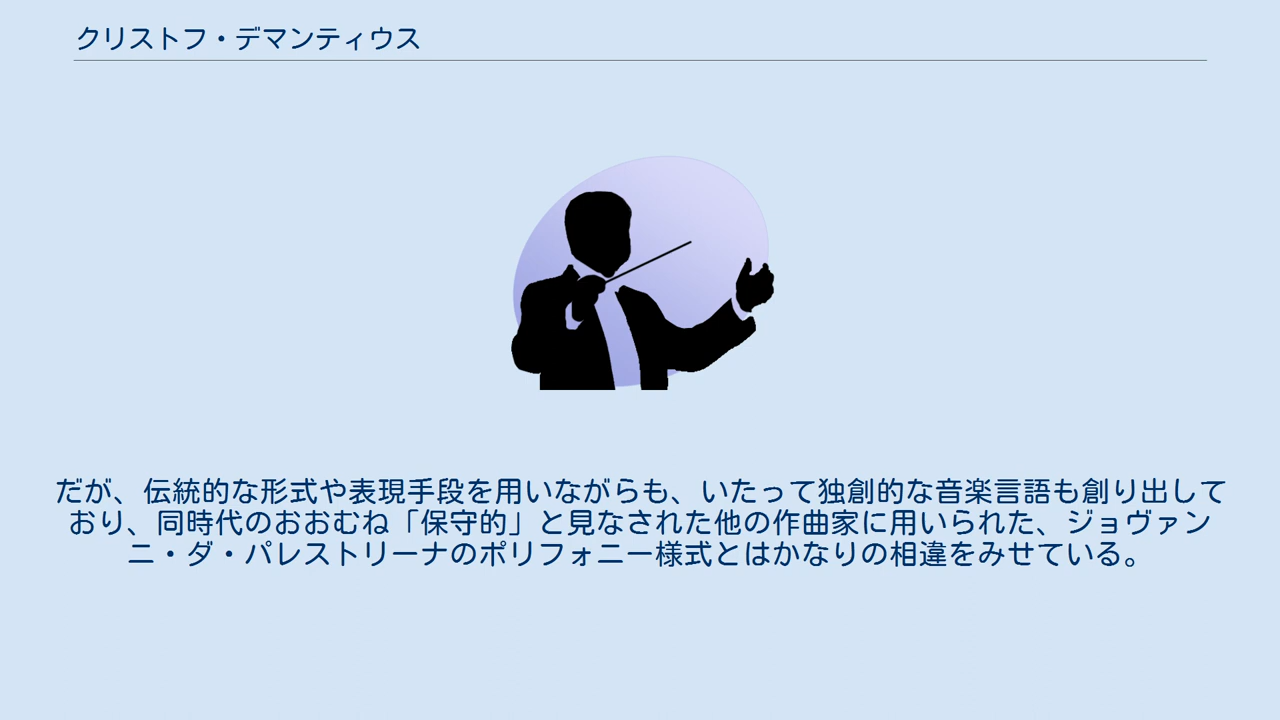 クリストフ・デマンティウス
だが、伝統的な形式や表現手段を用いながらも、いたって独創的な音楽言語も創り出して
おり、同時代のおおむね「保守的」と見なされた他の作曲家に用いられた、ジョヴァン
ニ・ダ・パレストリーナのポリフォニー様式とはかなりの相違をみせている。